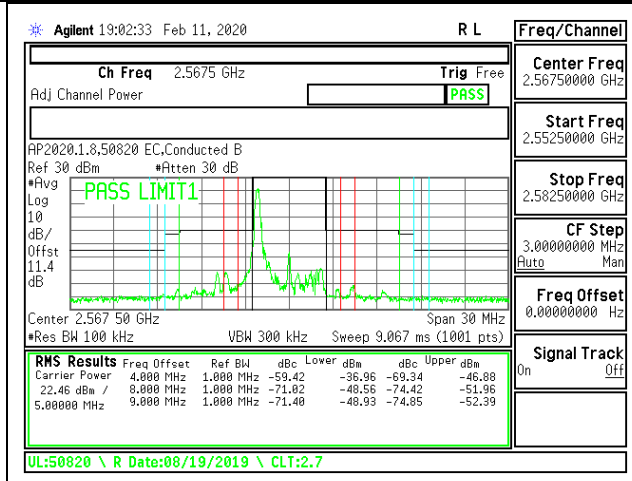 Agilent 19:02:33 Feb 11, 2020 R L
Ch Freq 2.5675 GHz Trig Free
Adj Channel Power PASS
AP2020.1.8,50820 EC,Conducted B
Ref 30 dBm #Atten 30 dB
#Avg
Log
10
dB/
Offst
11.4
dB
PASS LIMIT1
Center 2.567 50 GHz Span 30 MHz
#Res BW 100 kHz VBW 300 kHz Sweep 9.067 ms (1001 pts)
RMS Results Freq Offset Ref BW dBc Lower dBm dBc Upper dBm
Carrier Power 4.000 MHz 1.000 MHz -59.42 -36.96 -69.34 -46.88
22.46 dBm / 8.000 MHz 1.000 MHz -71.02 -48.56 -74.42 -51.96
5.00000 MHz 9.000 MHz 1.000 MHz -71.40 -48.93 -74.85 -52.39
UL:50820 \ R Date:08/19/2019 \ CLT:2.7
Freq/Channel
Center Freq
2.56750000 GHz
Start Freq
2.55250000 GHz
Stop Freq
2.58250000 GHz
CF Step
3.00000000 MHz
Auto Man
Freq Offset
0.00000000 Hz
Signal Track
On Off